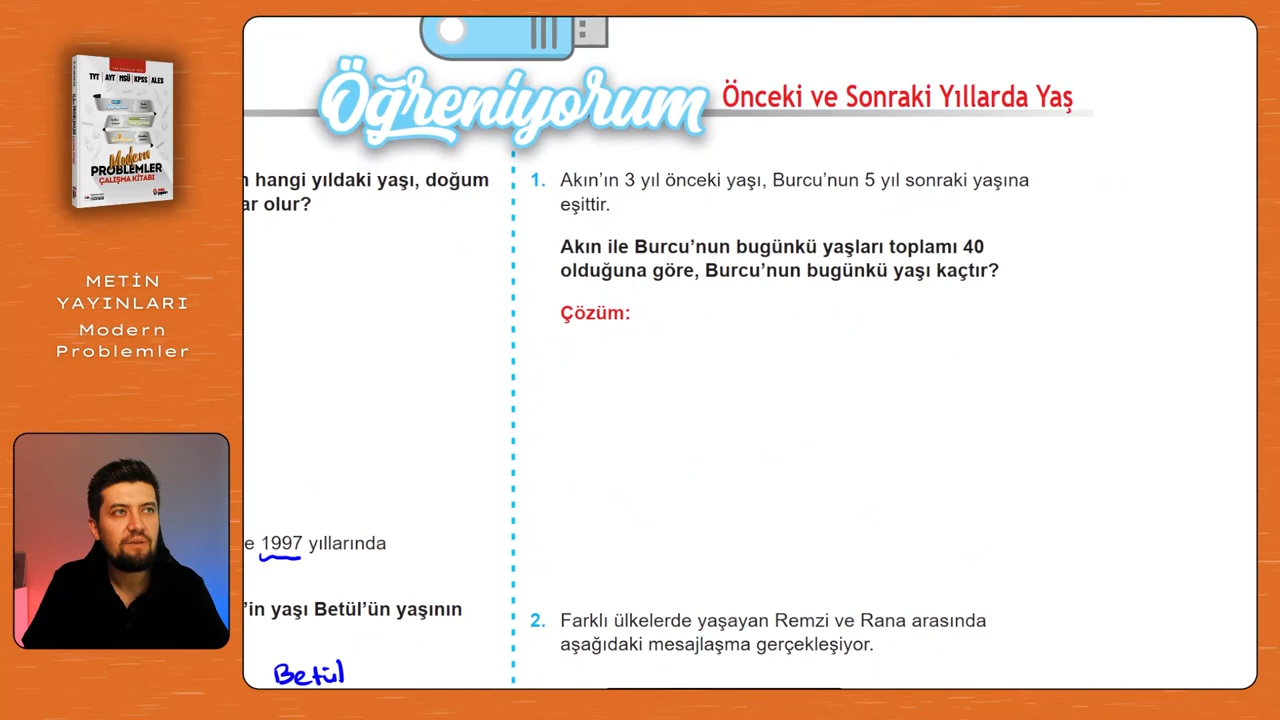 TYT AYT MSÜ KPSS ALES
Modern
PROBLEMLER
ÇALIŞMA KİTABI
METİN
YAYINLARI
Modern
Problemler
Öğreniyorum
Önceki ve Sonraki Yıllarda Yaş
n hangi yıldaki yaşı, doğum
ar olur?
e 1997 yıllarında
’in yaşı Betül’ün yaşının
Betül
1. Akın’ın 3 yıl önceki yaşı, Burcu’nun 5 yıl sonraki yaşına
eşittir.
Akın ile Burcu’nun bugünkü yaşları toplamı 40
olduğuna göre, Burcu’nun bugünkü yaşı kaçtır?
Çözüm:
2. Farklı ülkelerde yaşayan Remzi ve Rana arasında
aşağıdaki mesajlaşma gerçekleşiyor.